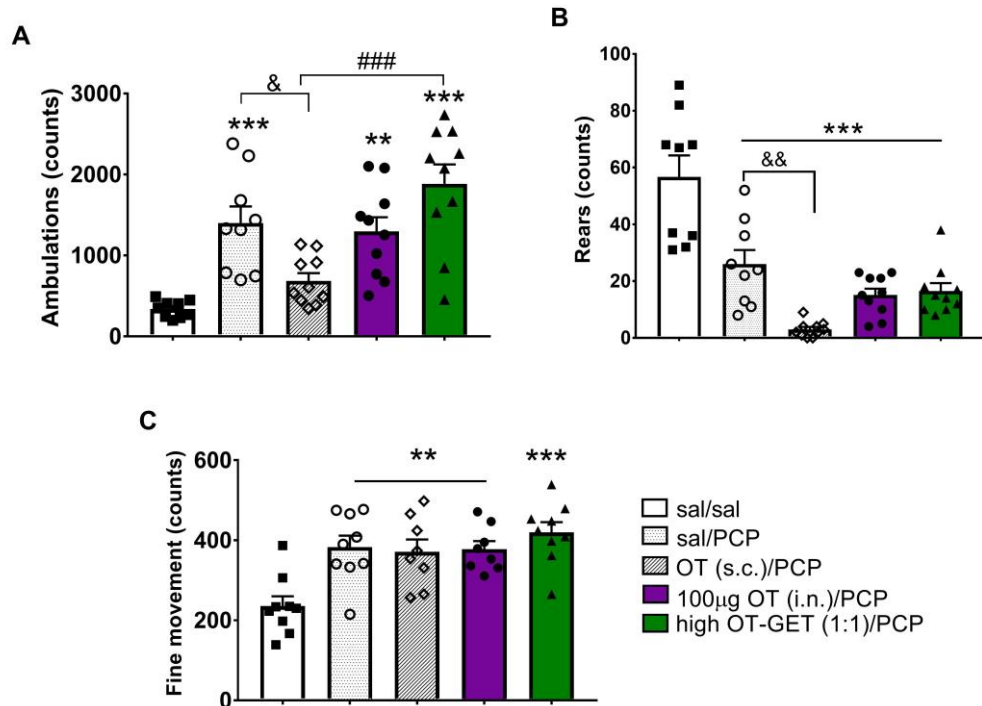 A
Ambulations (counts)
3000
2000
1000
0
***
&
###
**
***
B
Rears (counts)
100
80
60
40
20
0
***
&&
C
Fine movement (counts)
600
400
200
0
**
***
sal/sal
sal/PCP
OT (s.c.)/PCP
100µg OT (i.n.)/PCP
high OT-GET (1:1)/PCP